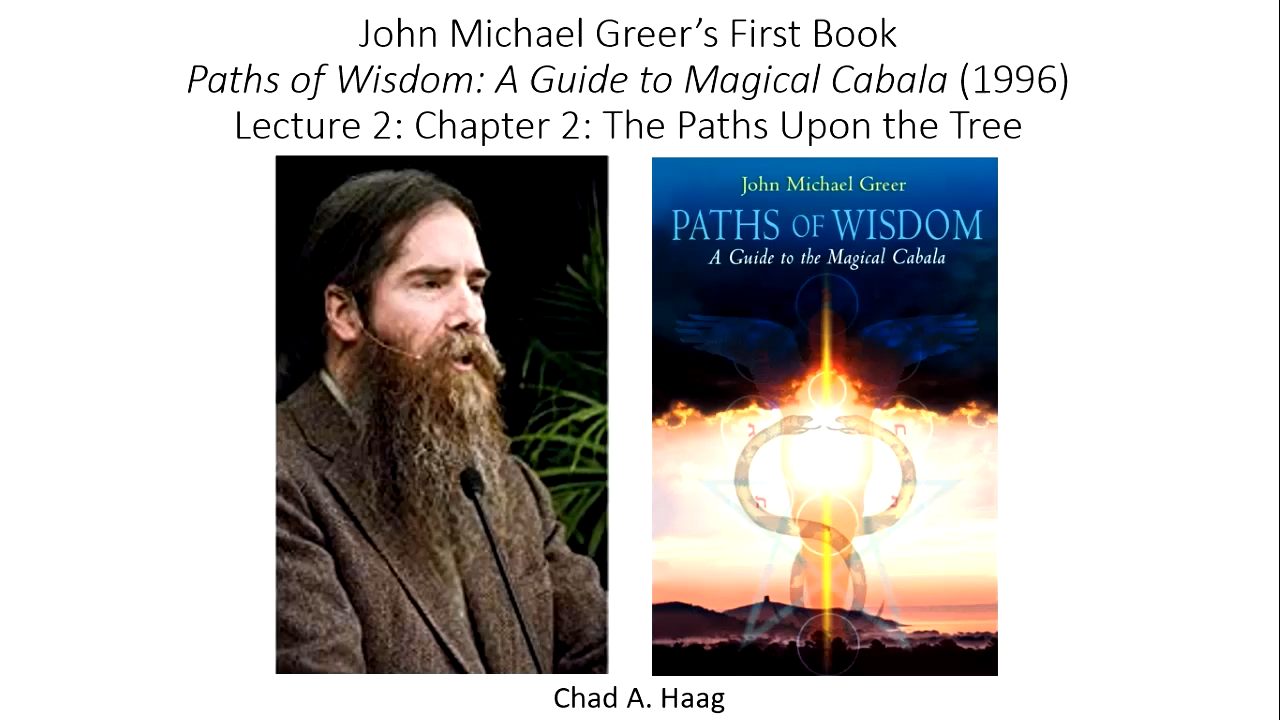 John Michael Greer’s First Book
Paths of Wisdom: A Guide to Magical Cabala (1996)
Lecture 2: Chapter 2: The Paths Upon the Tree
John Michael Greer
PATHS OF WISDOM
A Guide to the Magical Cabala
Chad A. Haag